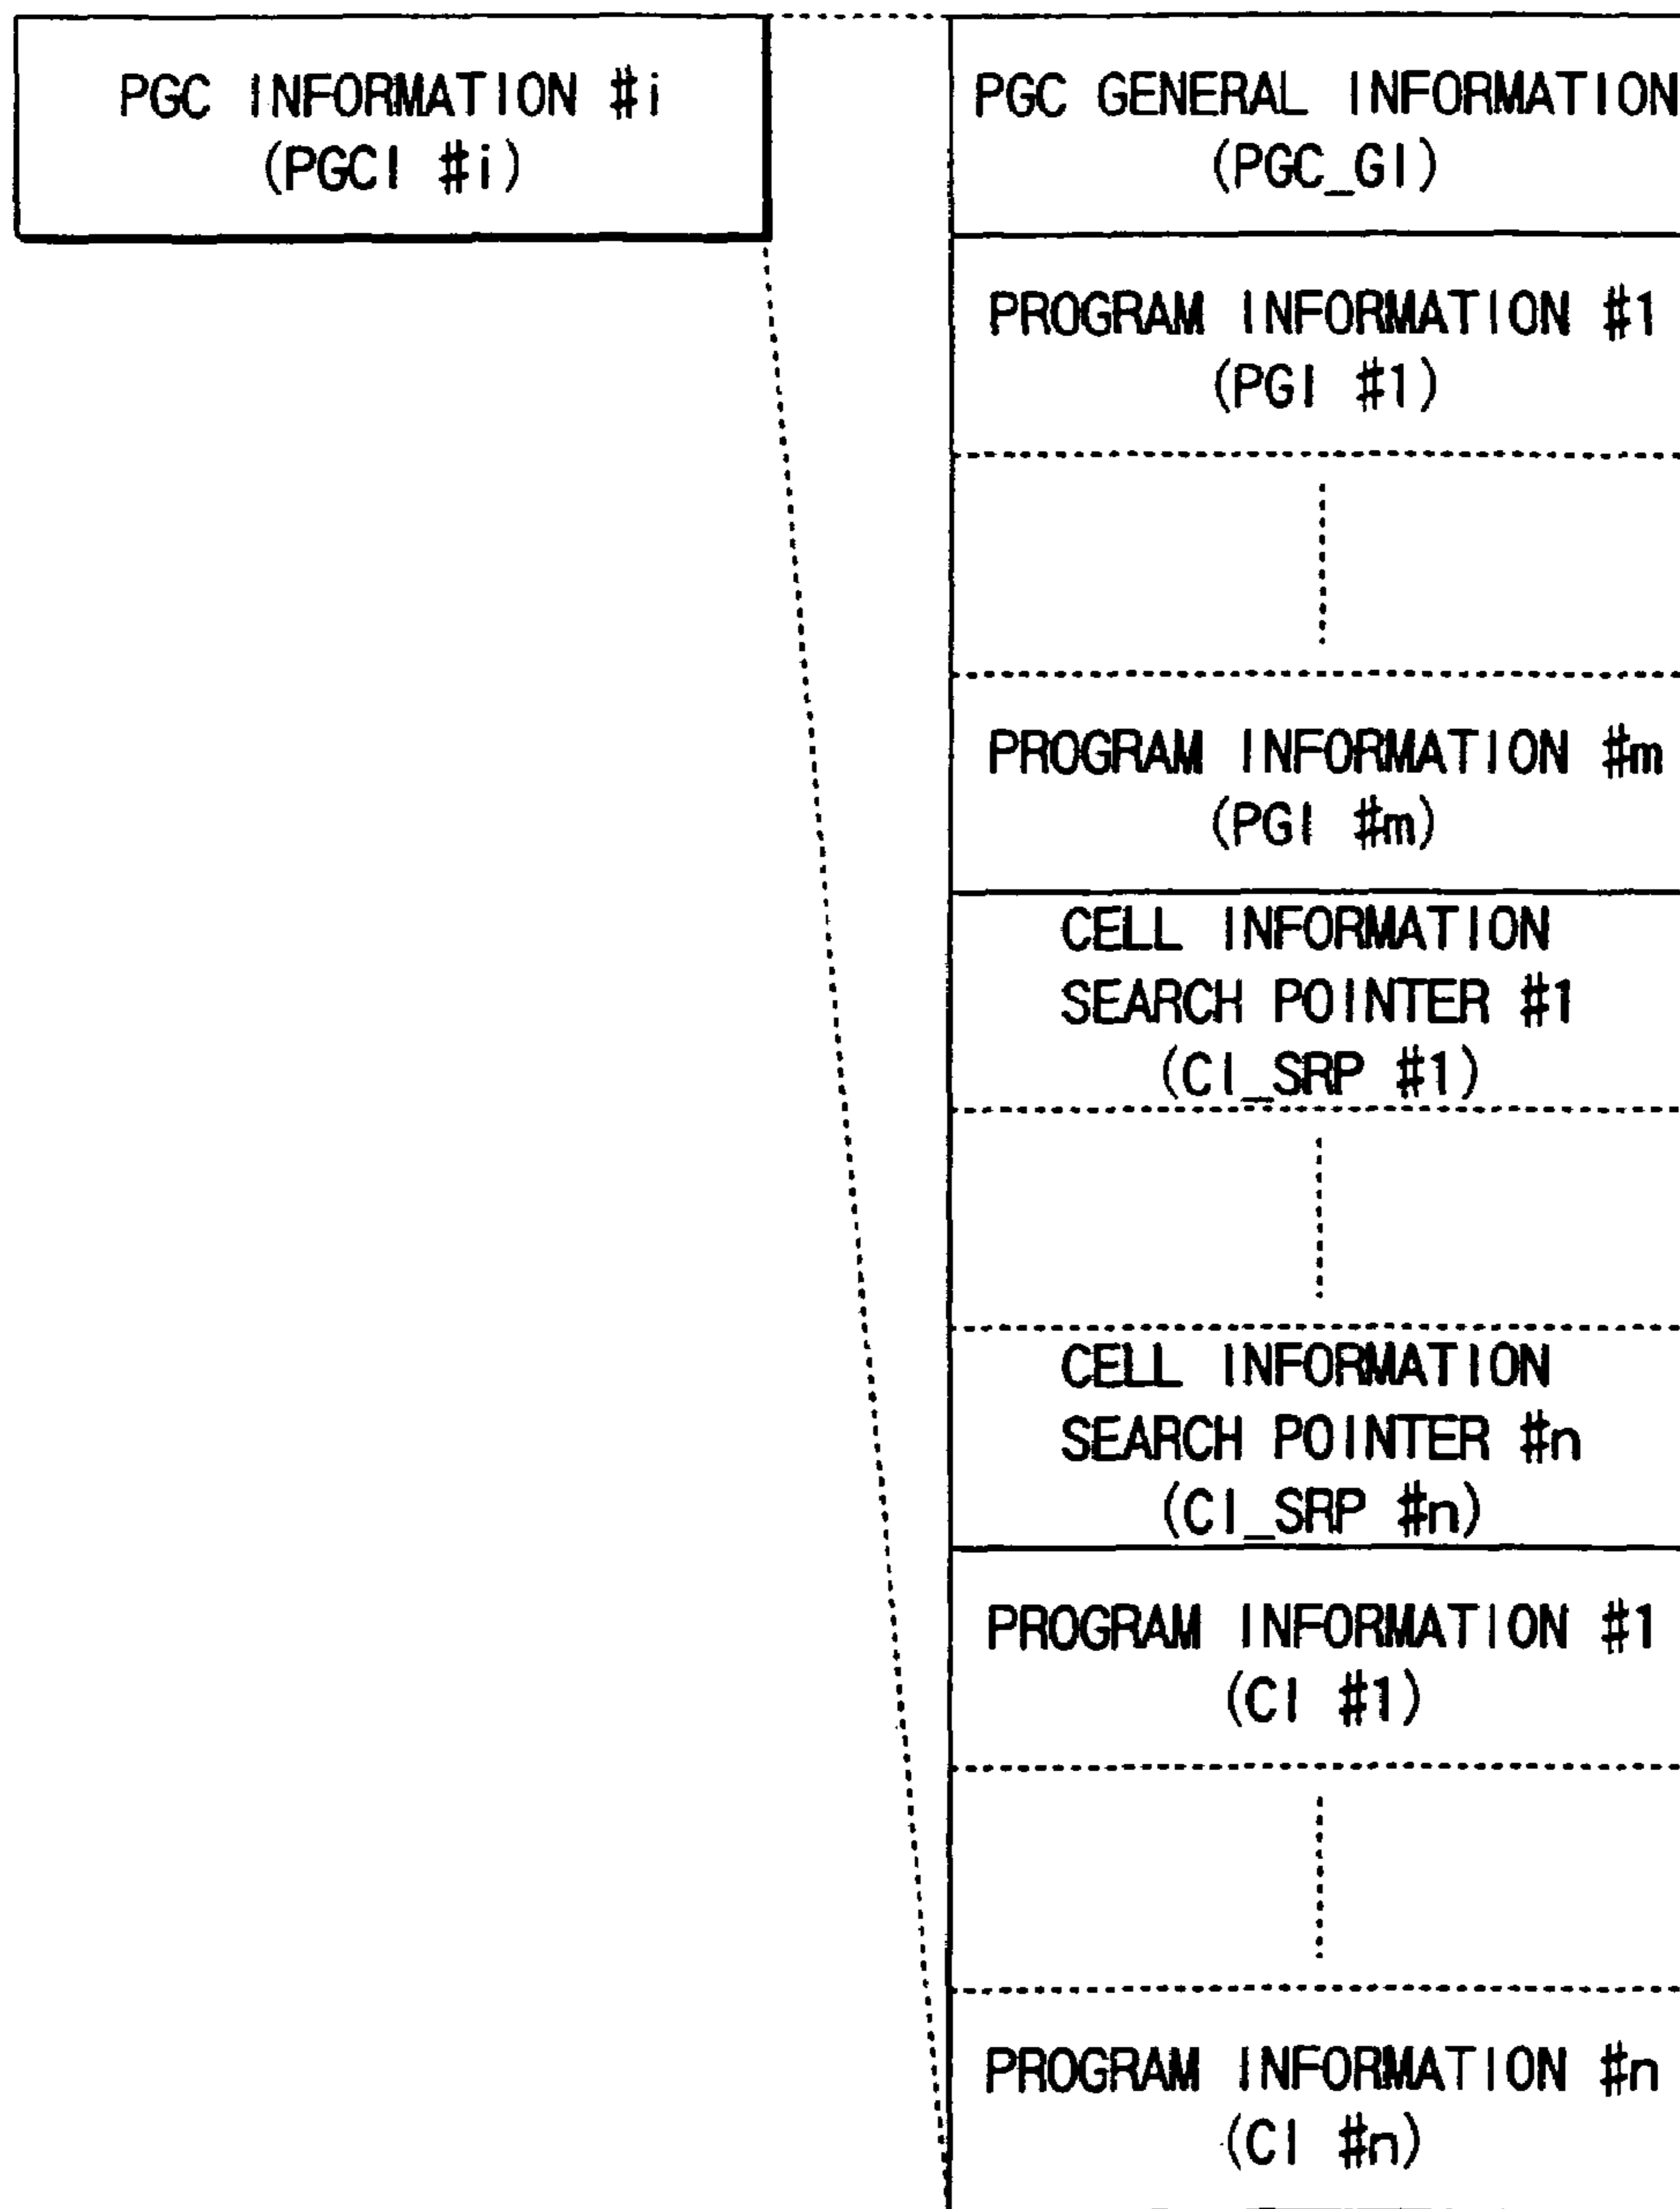 PGC INFORMATION #i
(PGCI #i)
PGC GENERAL INFORMATION
(PGC_GI)
PROGRAM INFORMATION #1
(PGI #1)
PROGRAM INFORMATION #m
(PGI #m)
CELL INFORMATION
SEARCH POINTER #1
(CI_SRP #1)
CELL INFORMATION
SEARCH POINTER #n
(CI_SRP #n)
PROGRAM INFORMATION #1
(CI #1)
PROGRAM INFORMATION #n
(CI #n)